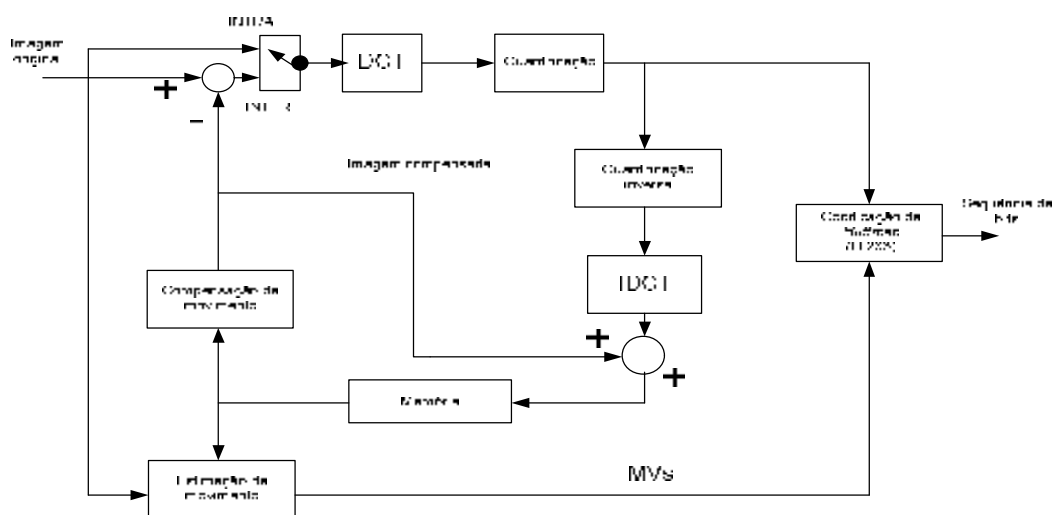 INTRA
Imagem
original
DCT
Quantização
+
INTER
–
Imagem compensada
Quantização
inversa
Sequência de
bits
Codificação de
Huffman
IDCT
Compensação de
movimento
+
+
Memória
Estimação de
movimento
MVs